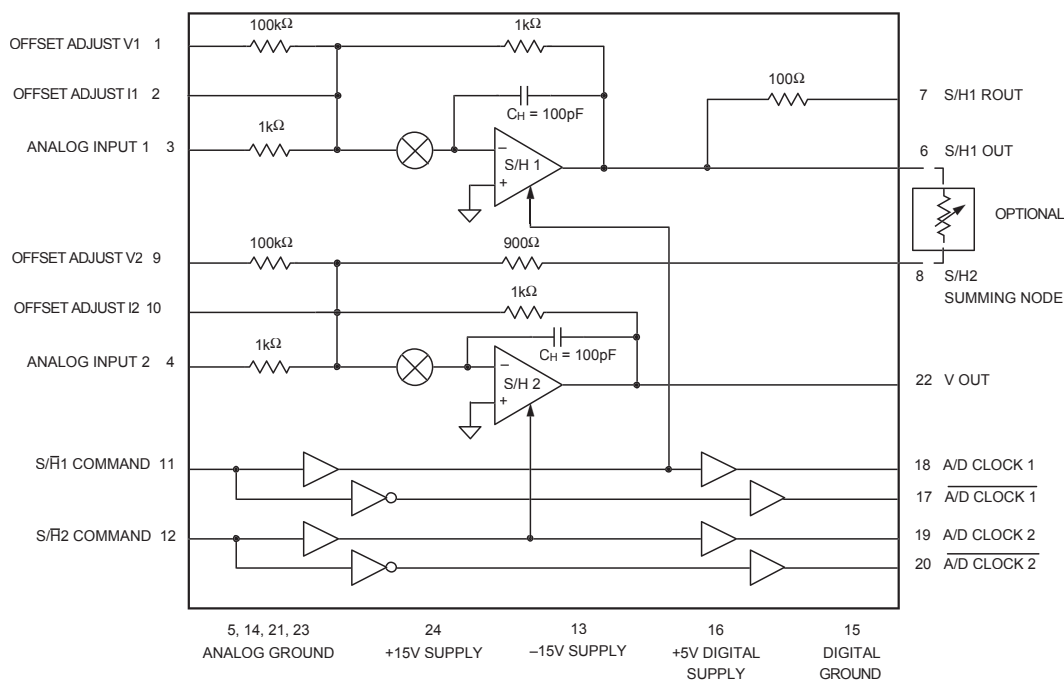 100kΩ 1kΩ
OFFSET ADJUST V1 1
100Ω
OFFSET ADJUST I1 2
7 S/H1 ROUT
CH = 100pF
1kΩ
ANALOG INPUT 1 3
–
S/H 1
+
6 S/H1 OUT
OPTIONAL
100kΩ 900Ω
OFFSET ADJUST V2 9
8 S/H2
SUMMING NODE
1kΩ
OFFSET ADJUST I2 10
1kΩ
CH = 100pF
ANALOG INPUT 2 4
–
S/H 2
+
22 V OUT
S/H̅1 COMMAND 11
18 A/D CLOCK 1
17 A/D CLOCK 1
S/H̅2 COMMAND 12
19 A/D CLOCK 2
20 A/D CLOCK 2
5, 14, 21, 23 24 13 16 15
ANALOG GROUND +15V SUPPLY –15V SUPPLY +5V DIGITAL DIGITAL
SUPPLY GROUND